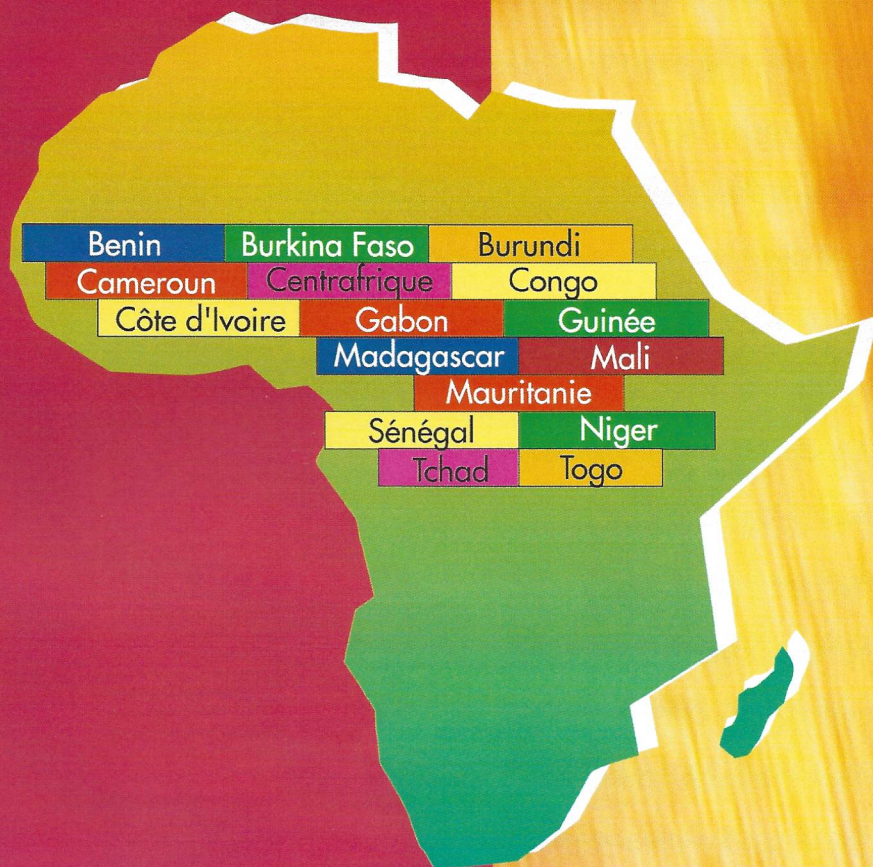 Benin Burkina Faso Burundi
Cameroun Centrafrique Congo
Côte d'Ivoire Gabon Guinée
Madagascar Mali
Mauritanie
Sénégal Niger
Tchad Togo